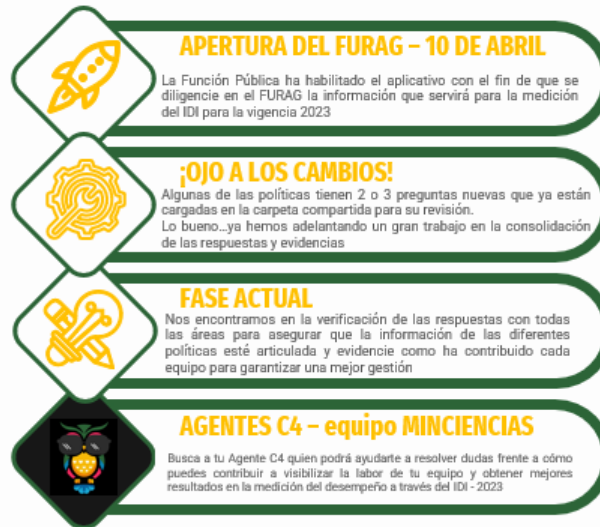 APERTURA DEL FURAG – 10 DE ABRIL
La Función Pública ha habilitado el aplicativo con el fin de que se
diligencie en el FURAG la información que servirá para la medición
del IDI para la vigencia 2023
¡OJO A LOS CAMBIOS!
Algunas de las políticas tienen 2 o 3 preguntas nuevas que ya están
cargadas en la carpeta compartida para su revisión.
Lo bueno...ya hemos adelantando un gran trabajo en la consolidación
de las respuestas y evidencias
FASE ACTUAL
Nos encontramos en la verificación de las respuestas con todas
las áreas para asegurar que la información de las diferentes
políticas esté articulada y evidencie como ha contribuido cada
equipo para garantizar una mejor gestión
AGENTES C4 – equipo MINCIENCIAS
Busca a tu Agente C4 quien podrá ayudarte a resolver dudas frente a cómo
puedes contribuir a visibilizar la labor de tu equipo y obtener mejores
resultados en la medición del desempeño a través del IDI - 2023